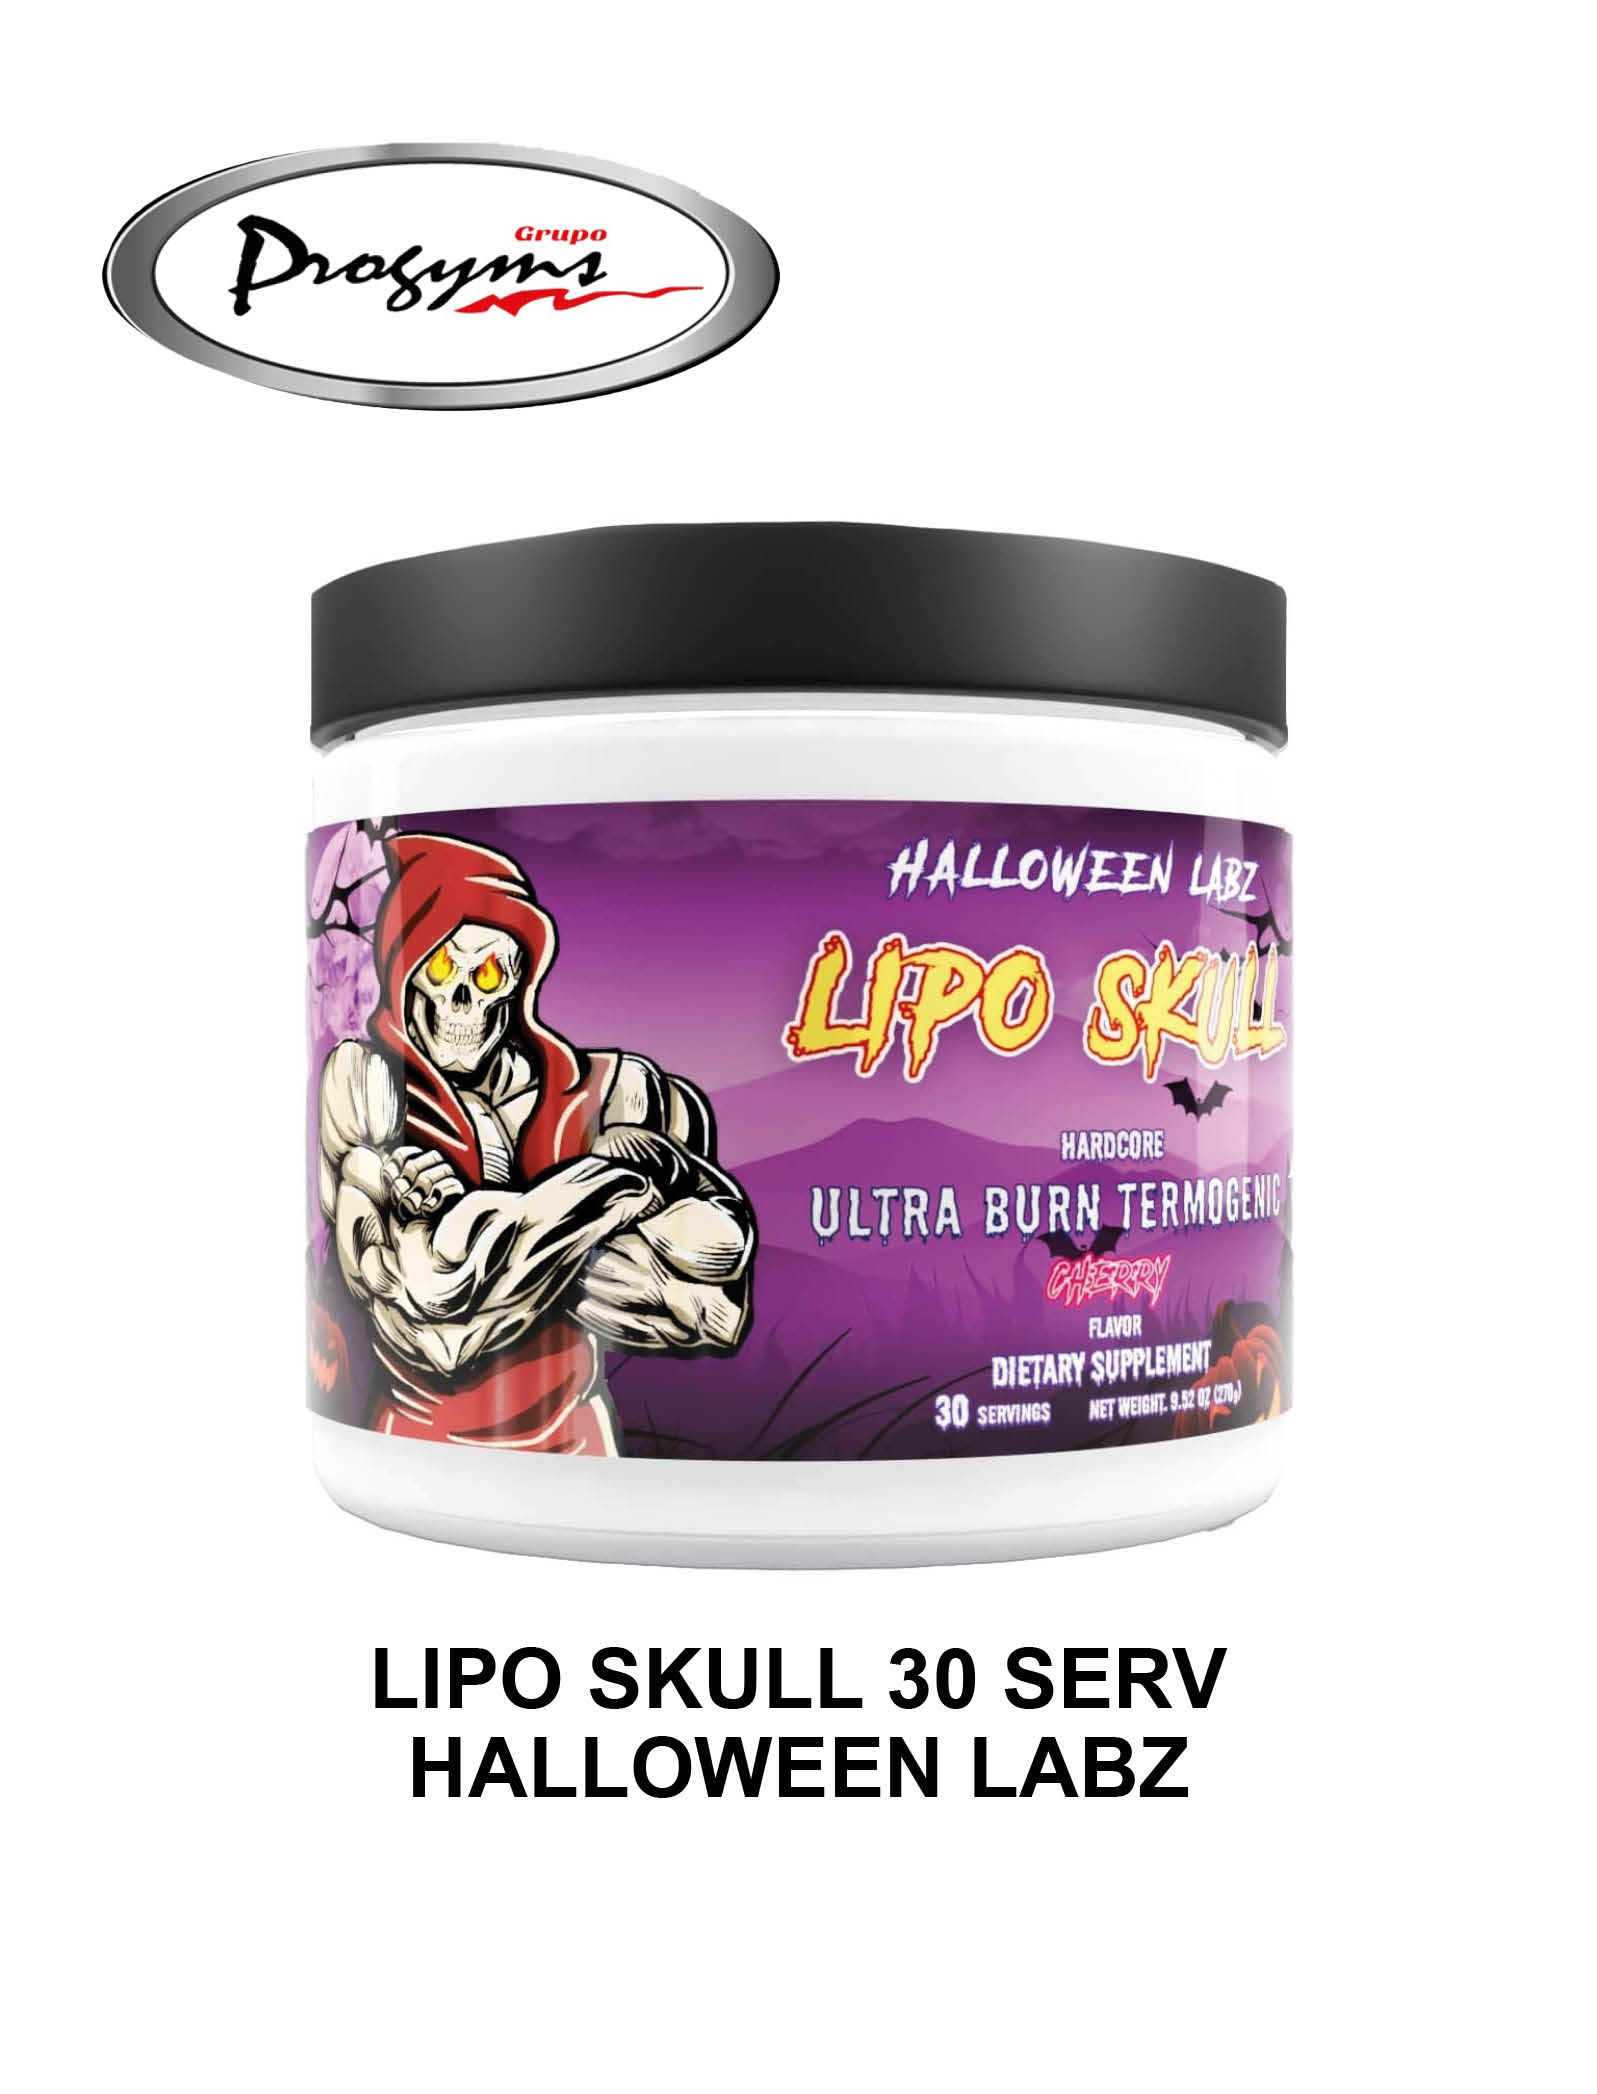 Grupo
Progyms
HALLOWEEN LABZ
LIPO SKULL
HARDCORE
ULTRA BURN TERMOGENIC
CHERRY
FLAVOR
DIETARY SUPPLEMENT
30 SERVINGS NET WEIGHT. 9.52 OZ (270g)
LIPO SKULL 30 SERV
HALLOWEEN LABZ